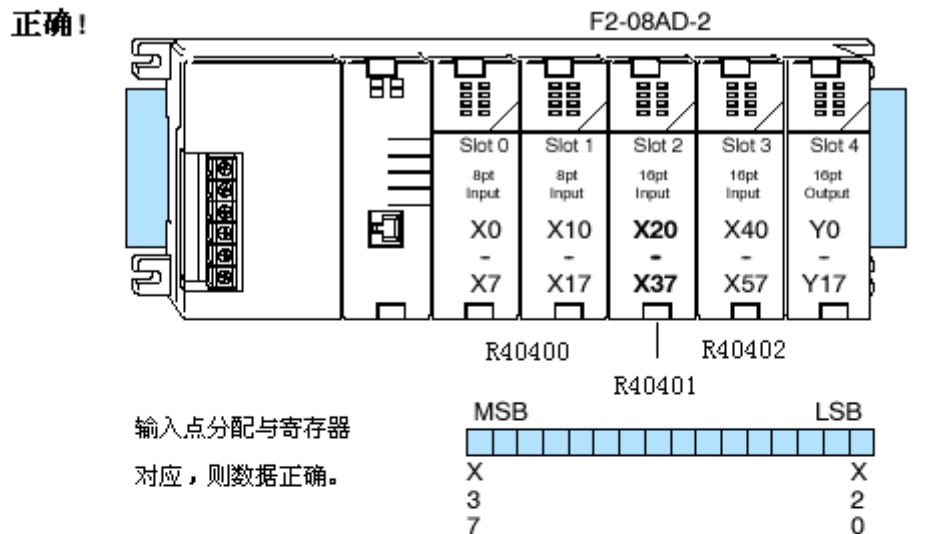 正确!
F2-08AD-2
Slot 0 Slot 1 Slot 2 Slot 3 Slot 4
8pt 8pt 16pt 16pt 16pt
Input Input Input Input Output
X0 X10 X20 X40 Y0
- - - - -
X7 X17 X37 X57 Y17
R40400 R40402
R40401
输入点分配与寄存器
对应，则数据正确。
MSB LSB
X X
3 2
7 0